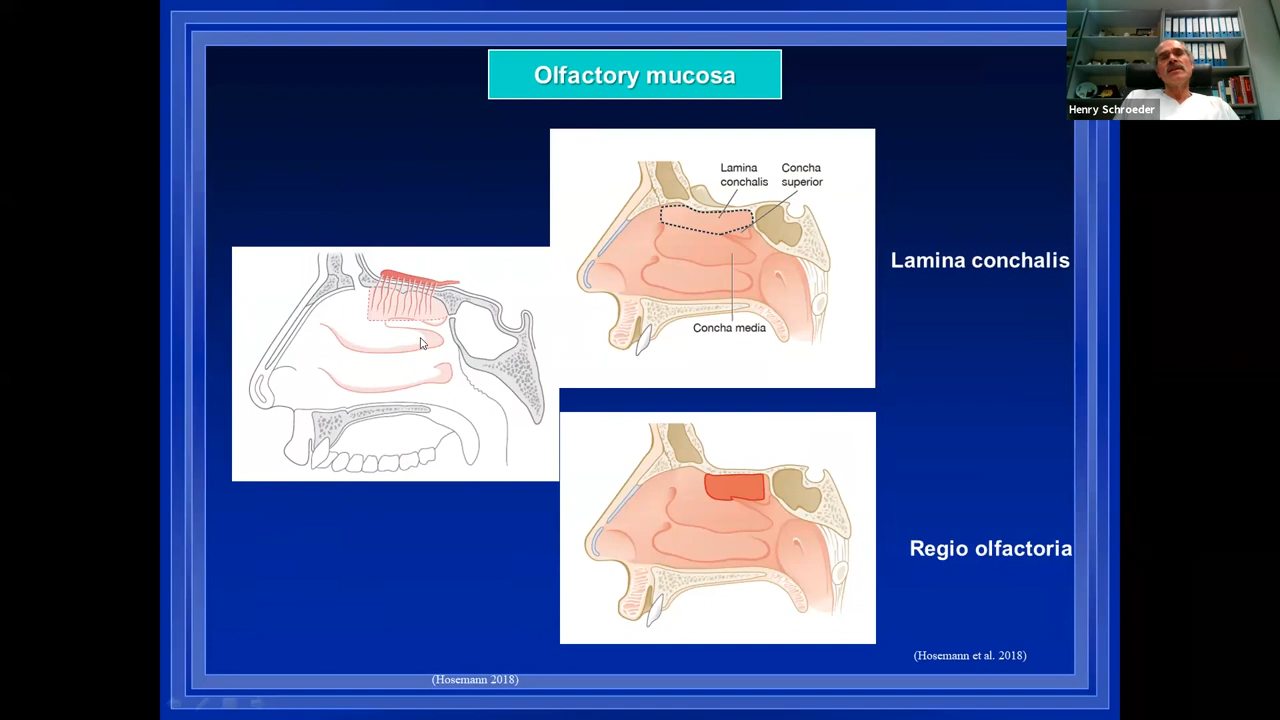 Olfactory mucosa
Henry Schroeder
Lamina
conchalis
Concha
superior
Concha media
Lamina conchalis
Regio olfactoria
(Hosemann et al. 2018)
(Hosemann 2018)